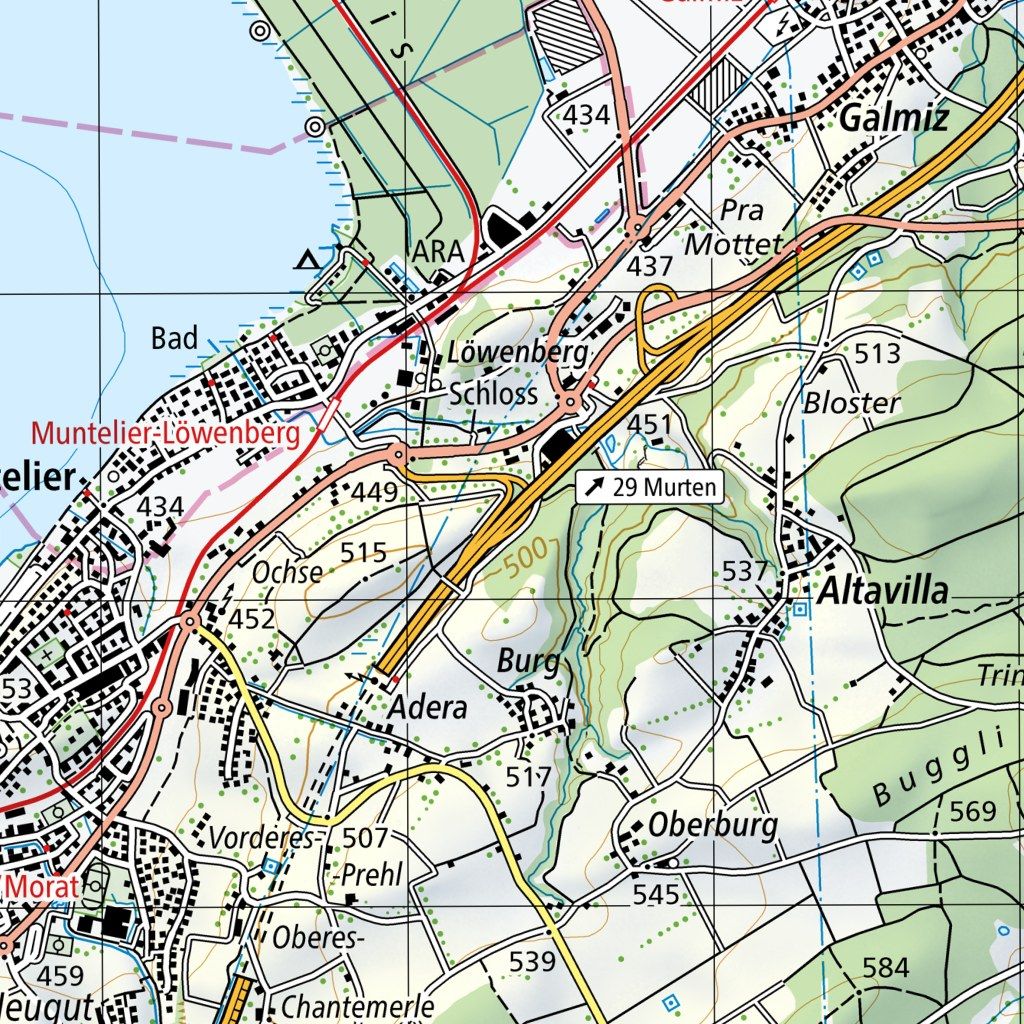 is
434
Galmiz
Pra
Mottet
ARA
437
Bad
Löwenberg
Schloss
513
Bloster
451
Muntelier-Löwenberg
elier
434
449
29 Murten
515
Ochse
500
452
537
Altavilla
Burg
53
Adera
Trin
517
Buggli
569
Vorderes-
507
-Prehl
Oberburg
Morat
545
Oberes-
539
459
584
Chantemerle